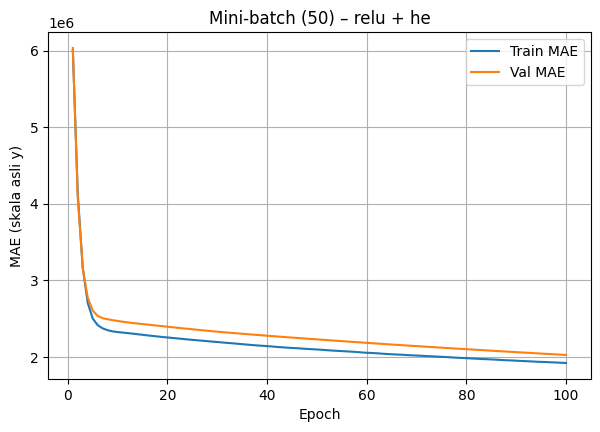 Mini-batch (50) – relu + he
1e6
Train MAE
Val MAE
6
5
4
3
2
MAE (skala asli y)
0 20 40 60 80 100
Epoch